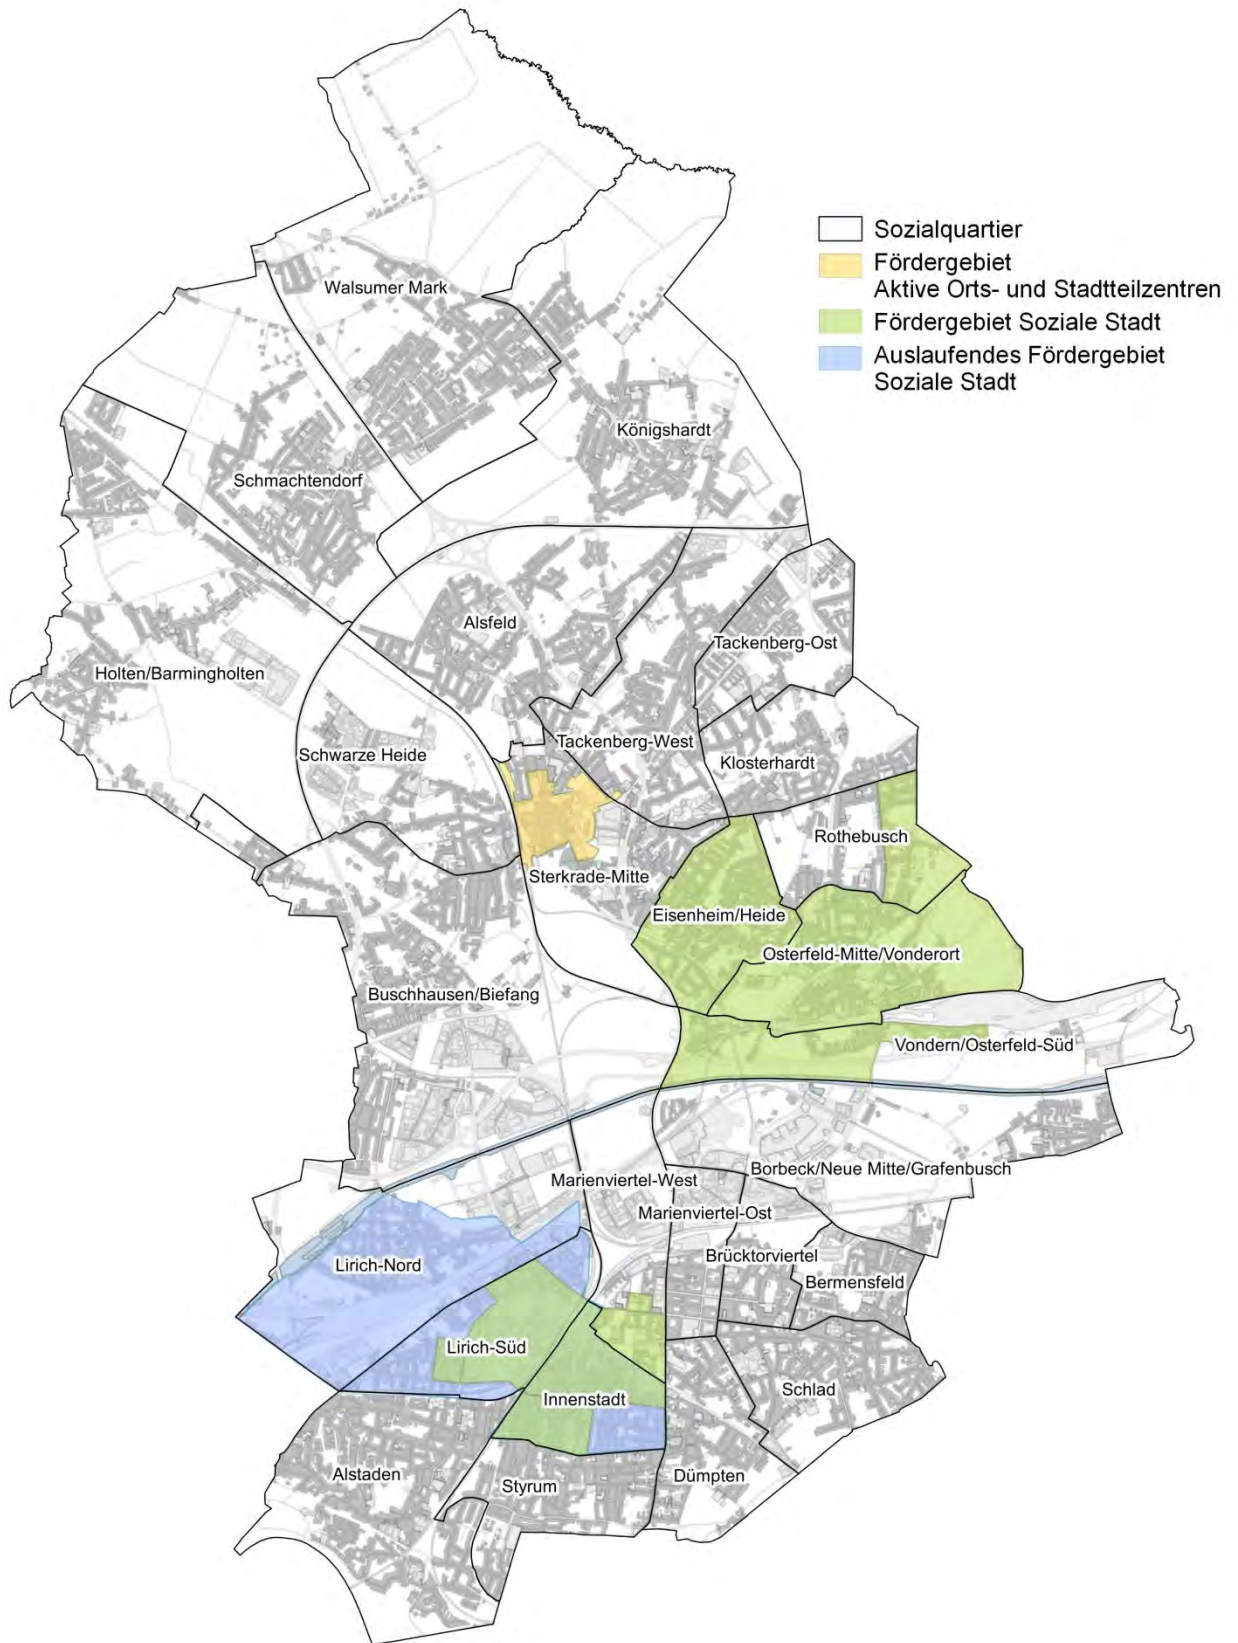 Sozialquartier
Fördergebiet
Aktive Orts- und Stadtteilzentren
Fördergebiet Soziale Stadt
Auslaufendes Fördergebiet
Soziale Stadt
Walsumer Mark
Königshardt
Schmachtendorf
Alsfeld
Tackenberg-Ost
Holten/Barmingholten
Tackenberg-West
Schwarze Heide
Klosterhardt
Rothebusch
Sterkrade-Mitte
Eisenheim/Heide
Osterfeld-Mitte/Vonderort
Buschhausen/Biefang
Vondern/Osterfeld-Süd
Borbeck/Neue Mitte/Grafenbusch
Marienviertel-West
Marienviertel-Ost
Brücktorviertel
Lirich-Nord
Bermensfeld
Lirich-Süd
Schlad
Innenstadt
Alstaden
Dümpten
Styrum